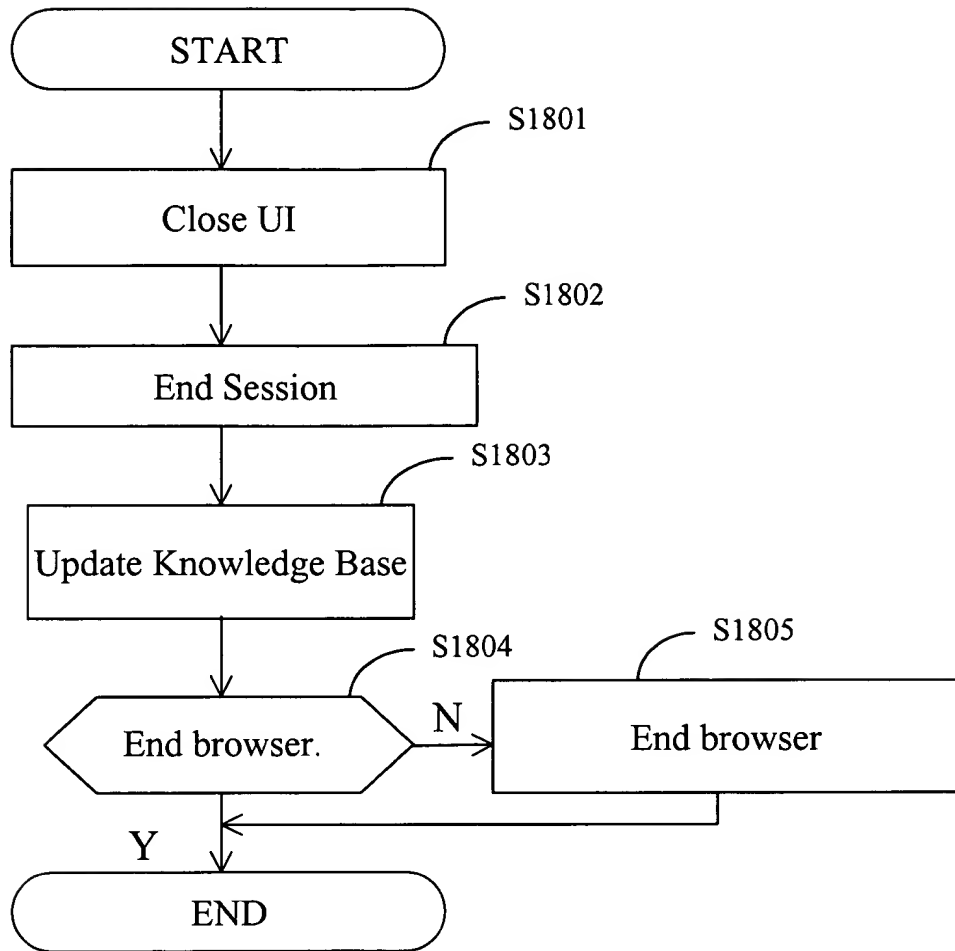 START
S1801
Close UI
S1802
End Session
S1803
Update Knowledge Base
S1804
S1805
End browser.
N
End browser
Y
END